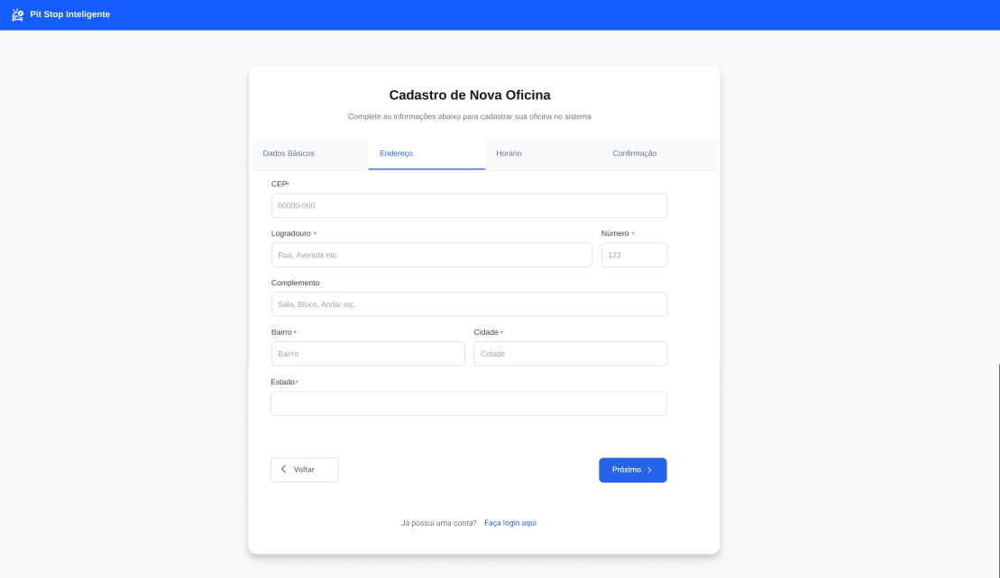 Pit Stop Inteligente
Cadastro de Nova Oficina
Complete as informações abaixo para cadastrar sua oficina no sistema
Dados Básicos Endereço Horário Confirmação
CEP*
00000-000
Logradouro * Número *
Rua, Avenida etc. 123
Complemento
Sala, Bloco, Andar etc.
Bairro * Cidade *
Bairro Cidade
Estado *
Voltar Próximo
Já possui uma conta? Faça login aqui